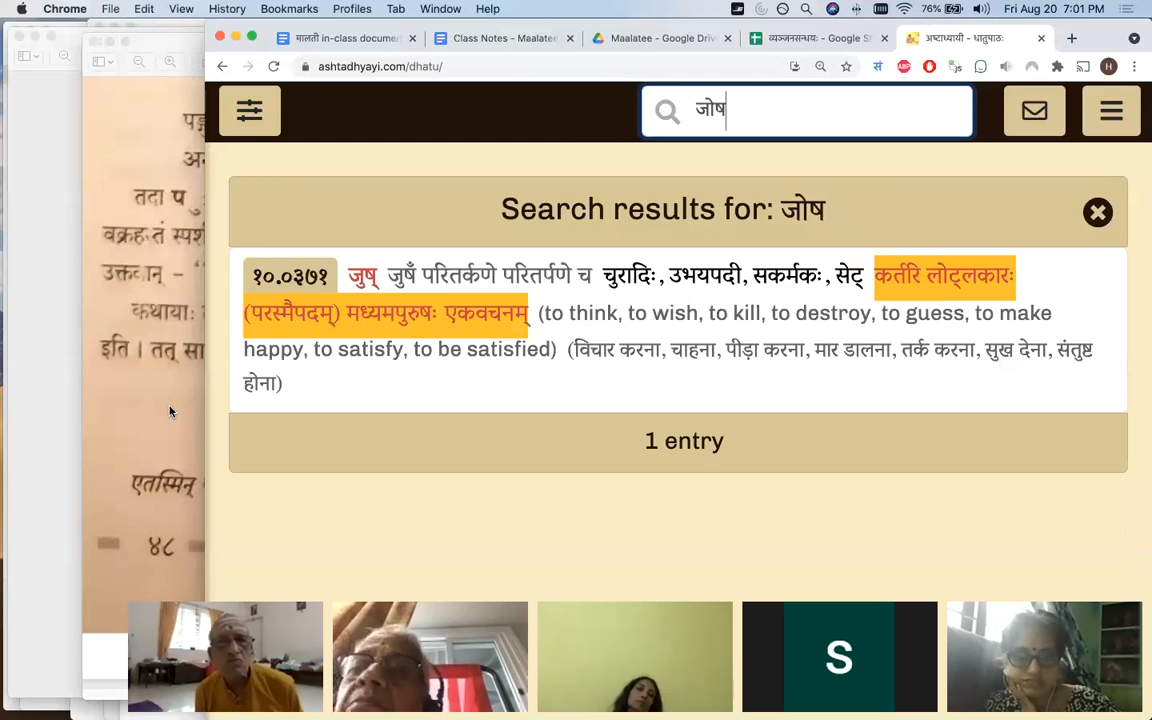 Chrome File Edit View History Bookmarks Profiles Tab Window Help 76% Fri Aug 20 7:01 PM
मालती in-class documen Class Notes - Maalatee - G Maalatee - Google Driv व्यञ्जनसन्धयः - Google Sh अष्टाध्यायी - धातुपाठः
ashtadhyayi.com/dhatu/ सं ABP H
जोष
Search results for: जोष
१०.०३७१ जुष् जुषँ परितर्कणे परितर्पणे च चुरादिः, उभयपदी, सकर्मकः, सेट् कर्तरि लोट्लकारः
(परस्मैपदम्) मध्यमपुरुषः एकवचनम् (to think, to wish, to kill, to destroy, to guess, to make
happy, to satisfy, to be satisfied) (विचार करना, चाहना, पीड़ा करना, मार डालना, तर्क करना, सुख देना, संतुष्ट
होना)
1 entry
तदा प
उक्तवान् - "
कथायाः
इति । तत् सा
एतस्मिन्
४८
S